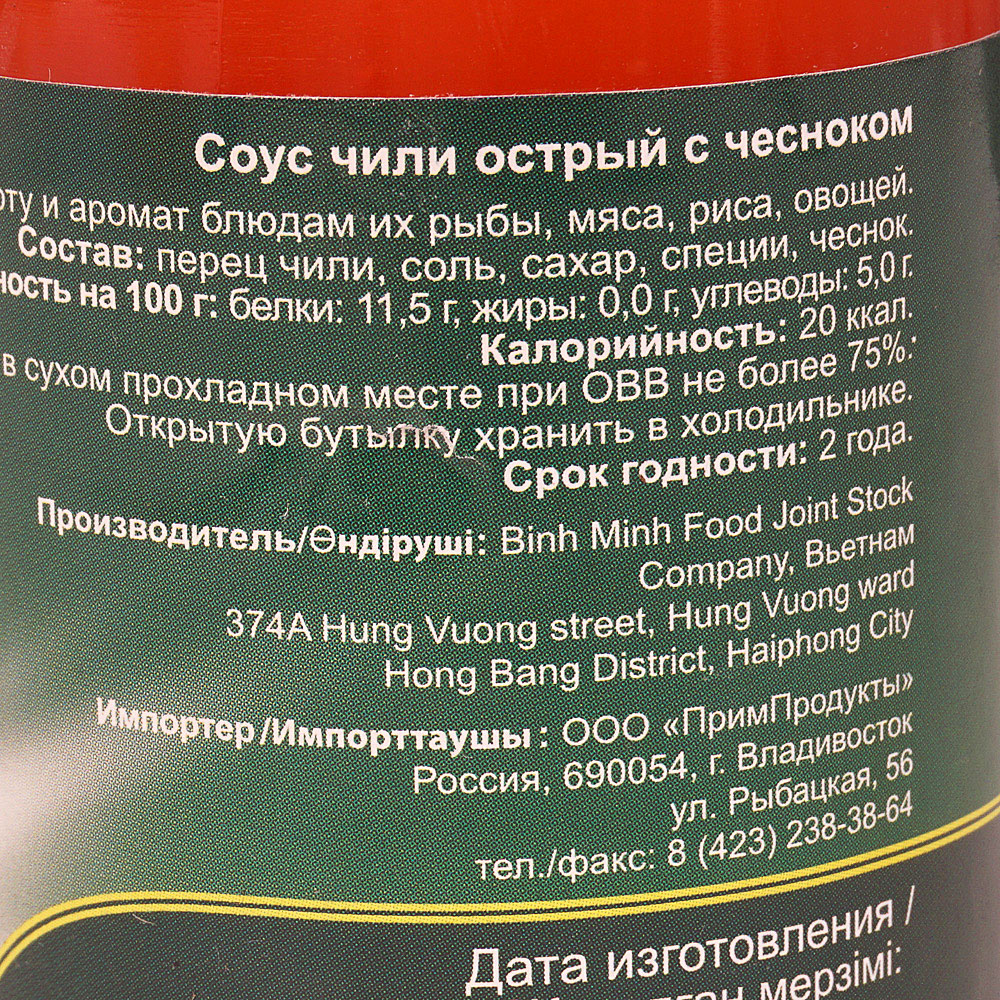 Соус чили острый с чесноком
и аромат блюдам их рыбы, мяса, риса, овощей.
Состав: перец чили, соль, сахар, специи, чеснок.
на 100 г: белки: 11,5 г, жиры: 0,0 г, углеводы: 5,0 г.
Калорийность: 20 ккал.
в сухом прохладном месте при ОВВ не более 75%.
Открытую бутылку хранить в холодильнике.
Срок годности: 2 года.
Производитель/Өндіруші: Binh Minh Food Joint Stock
Company, Вьетнам
374A Hung Vuong street, Hung Vuong ward
Hong Bang District, Haiphong City
Импортер/Импорттаушы: ООО «ПримПродукты»
Россия, 690054, г. Владивосток
ул. Рыбацкая, 56
тел./факс: 8 (423) 238-38-64
Дата изготовления /
мерзімі: